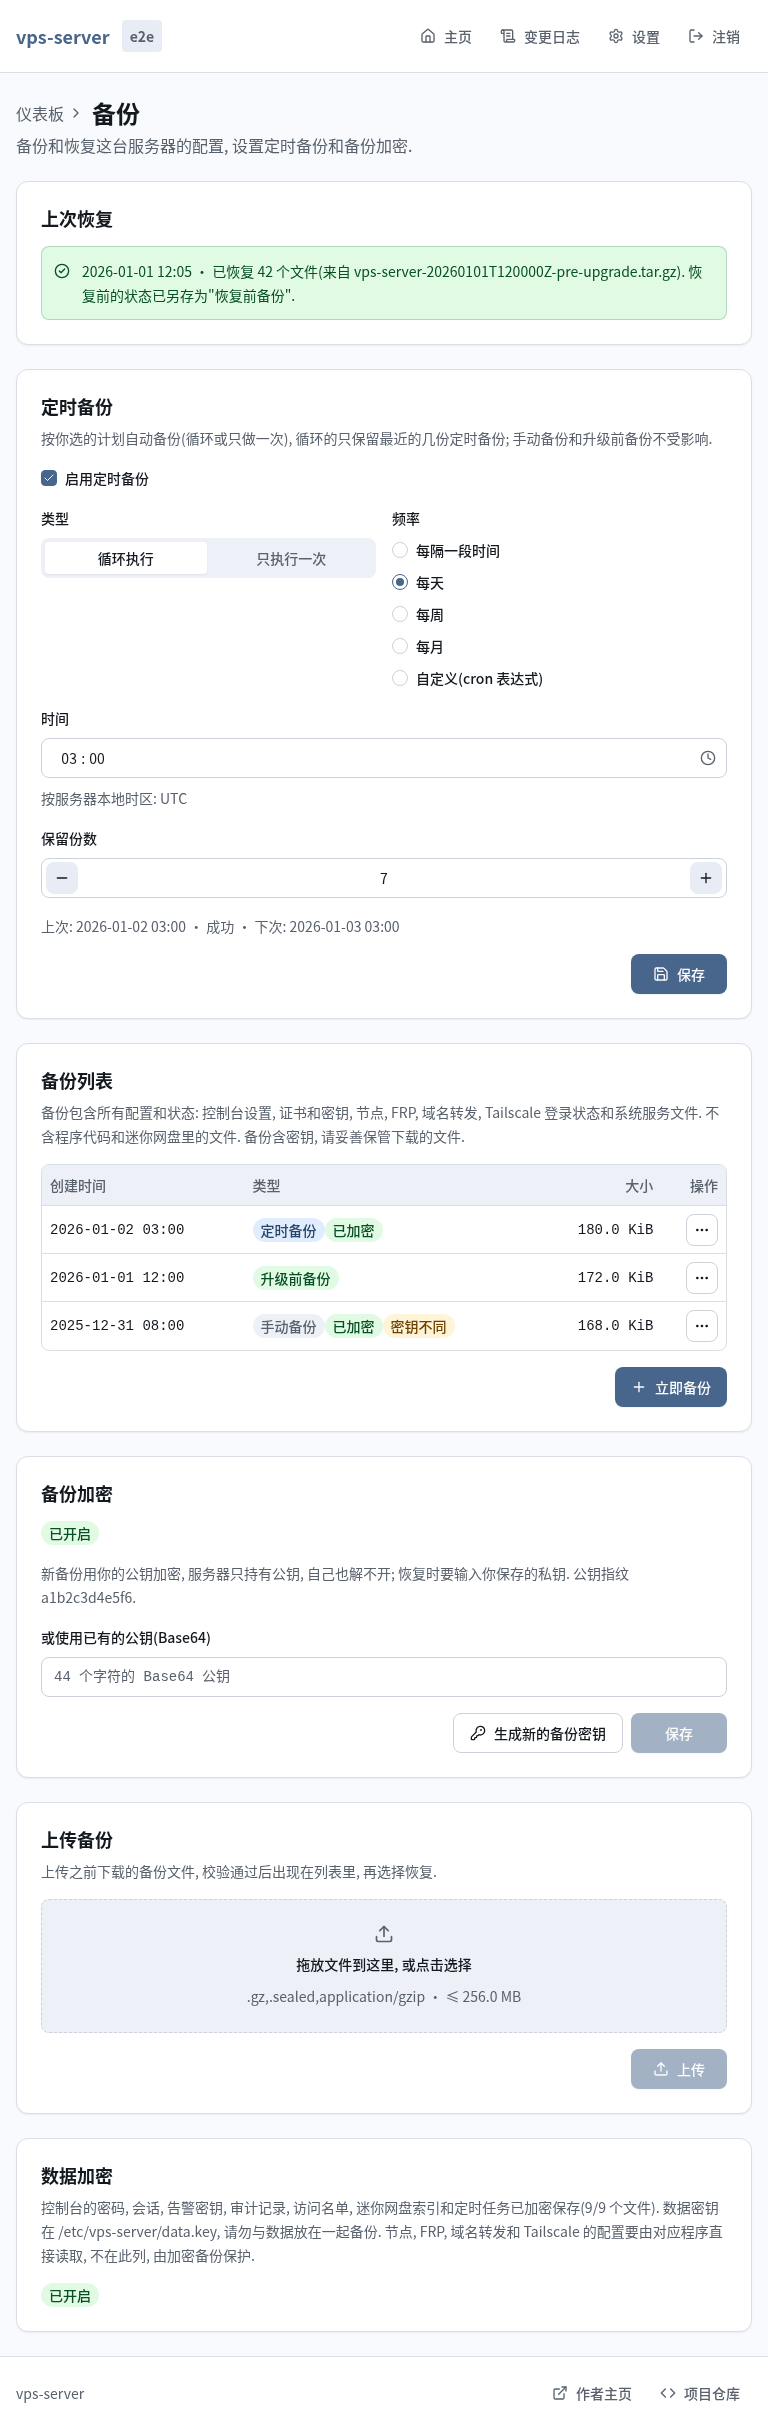 vps-server e2e 主页 变更日志 设置 注销
仪表板 备份
备份和恢复这台服务器的配置, 设置定时备份和备份加密.
上次恢复
2026-01-01 12:05 · 已恢复 42 个文件(来自 vps-server-20260101T120000Z-pre-upgrade.tar.gz). 恢
复前的状态已另存为"恢复前备份".
定时备份
按你选的计划自动备份(循环或只做一次), 循环的只保留最近的几份定时备份; 手动备份和升级前备份不受影响.
启用定时备份
类型 频率
循环执行 只执行一次
每隔一段时间
每天
每周
每月
自定义(cron 表达式)
时间
03 : 00
按服务器本地时区: UTC
保留份数
7
上次: 2026-01-02 03:00 · 成功 · 下次: 2026-01-03 03:00
保存
备份列表
备份包含所有配置和状态: 控制台设置, 证书和密钥, 节点, FRP, 域名转发, Tailscale 登录状态和系统服务文件. 不
含程序代码和迷你网盘里的文件. 备份含密钥, 请妥善保管下载的文件.
创建时间 类型 大小 操作
2026-01-02 03:00 定时备份 已加密 180.0 KiB
2026-01-01 12:00 升级前备份 172.0 KiB
2025-12-31 08:00 手动备份 已加密 密钥不同 168.0 KiB
立即备份
备份加密
已开启
新备份用你的公钥加密, 服务器只持有公钥, 自己也解不开; 恢复时要输入你保存的私钥. 公钥指纹
a1b2c3d4e5f6.
或使用已有的公钥(Base64)
44 个字符的 Base64 公钥
生成新的备份密钥 保存
上传备份
上传之前下载的备份文件, 校验通过后出现在列表里, 再选择恢复.
拖放文件到这里, 或点击选择
.gz,.sealed,application/gzip · ≤ 256.0 MB
上传
数据加密
控制台的密码, 会话, 告警密钥, 审计记录, 访问名单, 迷你网盘索引和定时任务已加密保存(9/9 个文件). 数据密钥
在 /etc/vps-server/data.key, 请勿与数据放在一起备份. 节点, FRP, 域名转发和 Tailscale 的配置要由对应程序直
接读取, 不在此列, 由加密备份保护.
已开启
vps-server 作者主页 项目仓库